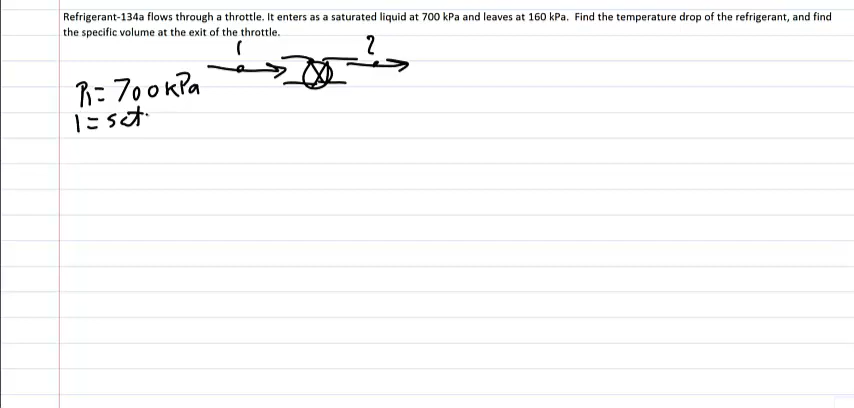 Refrigerant-134a flows through a throttle. It enters as a saturated liquid at 700 kPa and leaves at 160 kPa.  Find the temperature drop of the refrigerant, and find
the specific volume at the exit of the throttle.
1 2
P₁ = 700 kPa
1 = sat.